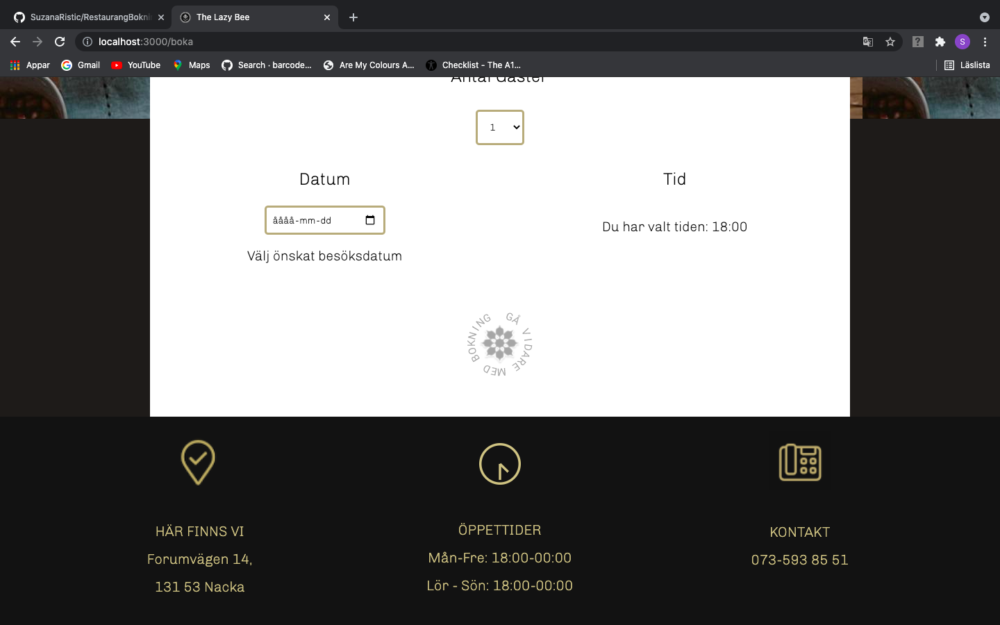 SuzanaRistic/RestaurangBokni
The Lazy Bee
localhost:3000/boka
S
Appar
Gmail
YouTube
Maps
Search · barcode...
Are My Colours A...
Checklist - The A1...
Läslista
Antal Gäster
1
Datum
Tid
åååå-mm-dd
Du har valt tiden: 18:00
Välj önskat besöksdatum
GÅ VIDARE MED BOKNING
HÄR FINNS VI
Forumvägen 14,
131 53 Nacka
ÖPPETTIDER
Mån-Fre: 18:00-00:00
Lör - Sön: 18:00-00:00
KONTAKT
073-593 85 51